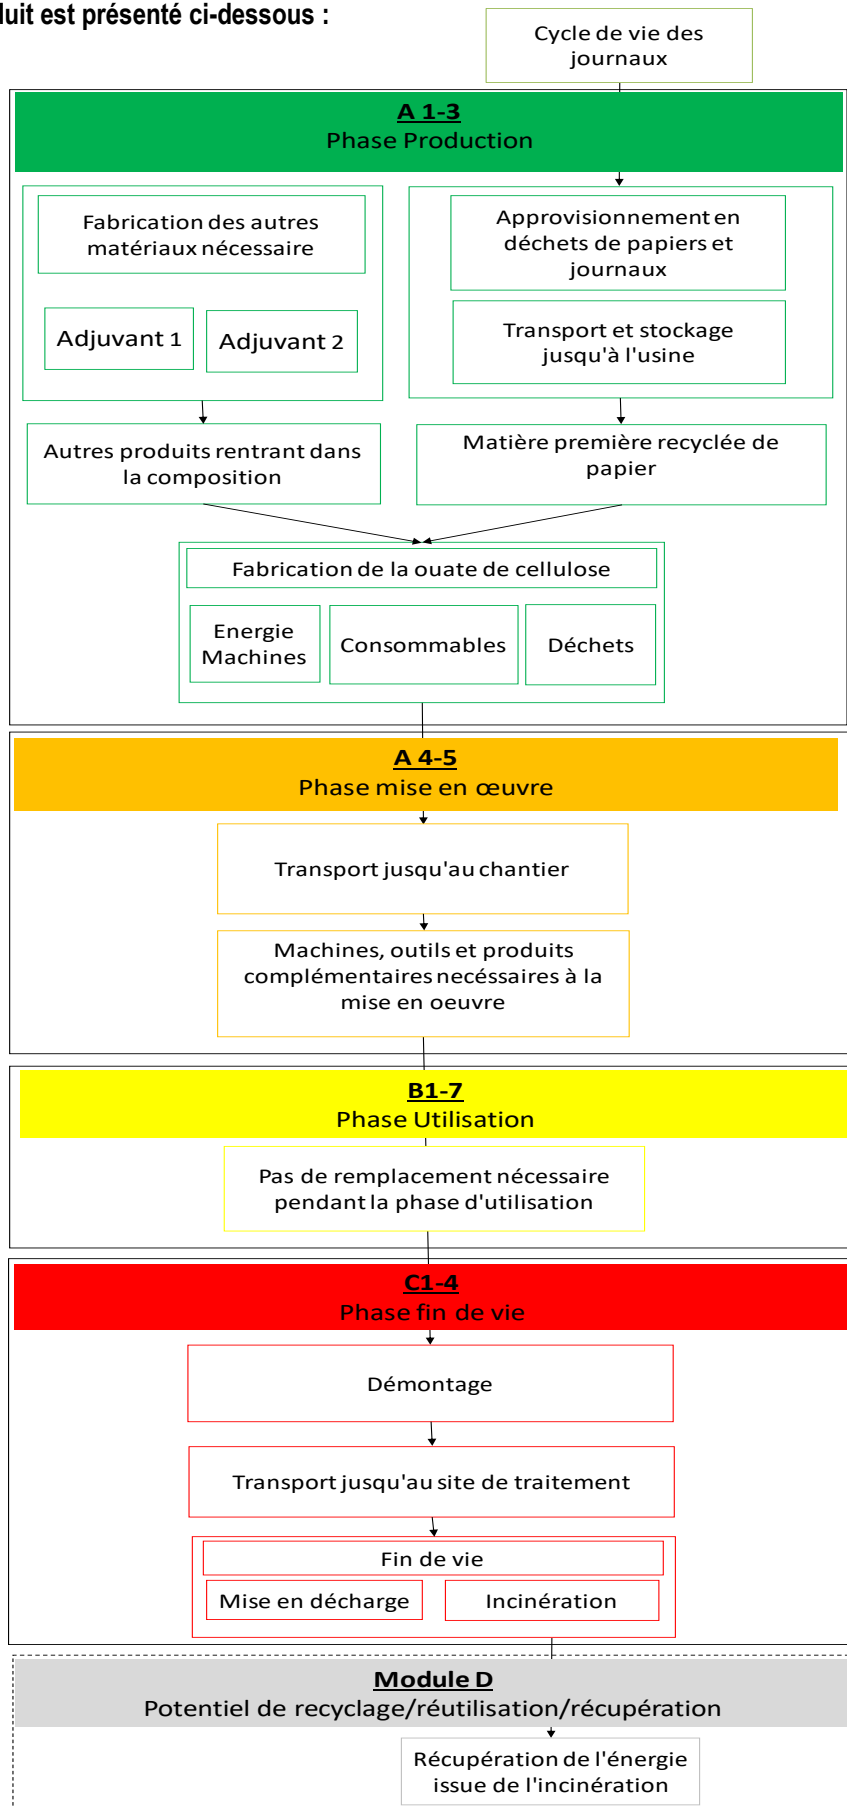 duit est présenté ci-dessous :
Cycle de vie des
journaux
A 1-3
Phase Production
Fabrication des autres
matériaux nécessaire
Adjuvant 1
Adjuvant 2
Approvisionnement en
déchets de papiers et
journaux
Transport et stockage
jusqu'à l'usine
Autres produits rentrant dans
la composition
Matière première recyclée de
papier
Fabrication de la ouate de cellulose
Energie
Machines
Consommables
Déchets
A 4-5
Phase mise en œuvre
Transport jusqu'au chantier
Machines, outils et produits
complémentaires necéssaires à la
mise en oeuvre
B1-7
Phase Utilisation
Pas de remplacement nécessaire
pendant la phase d'utilisation
C1-4
Phase fin de vie
Démontage
Transport jusqu'au site de traitement
Fin de vie
Mise en décharge
Incinération
Module D
Potentiel de recyclage/réutilisation/récupération
Récupération de l'énergie
issue de l'incinération